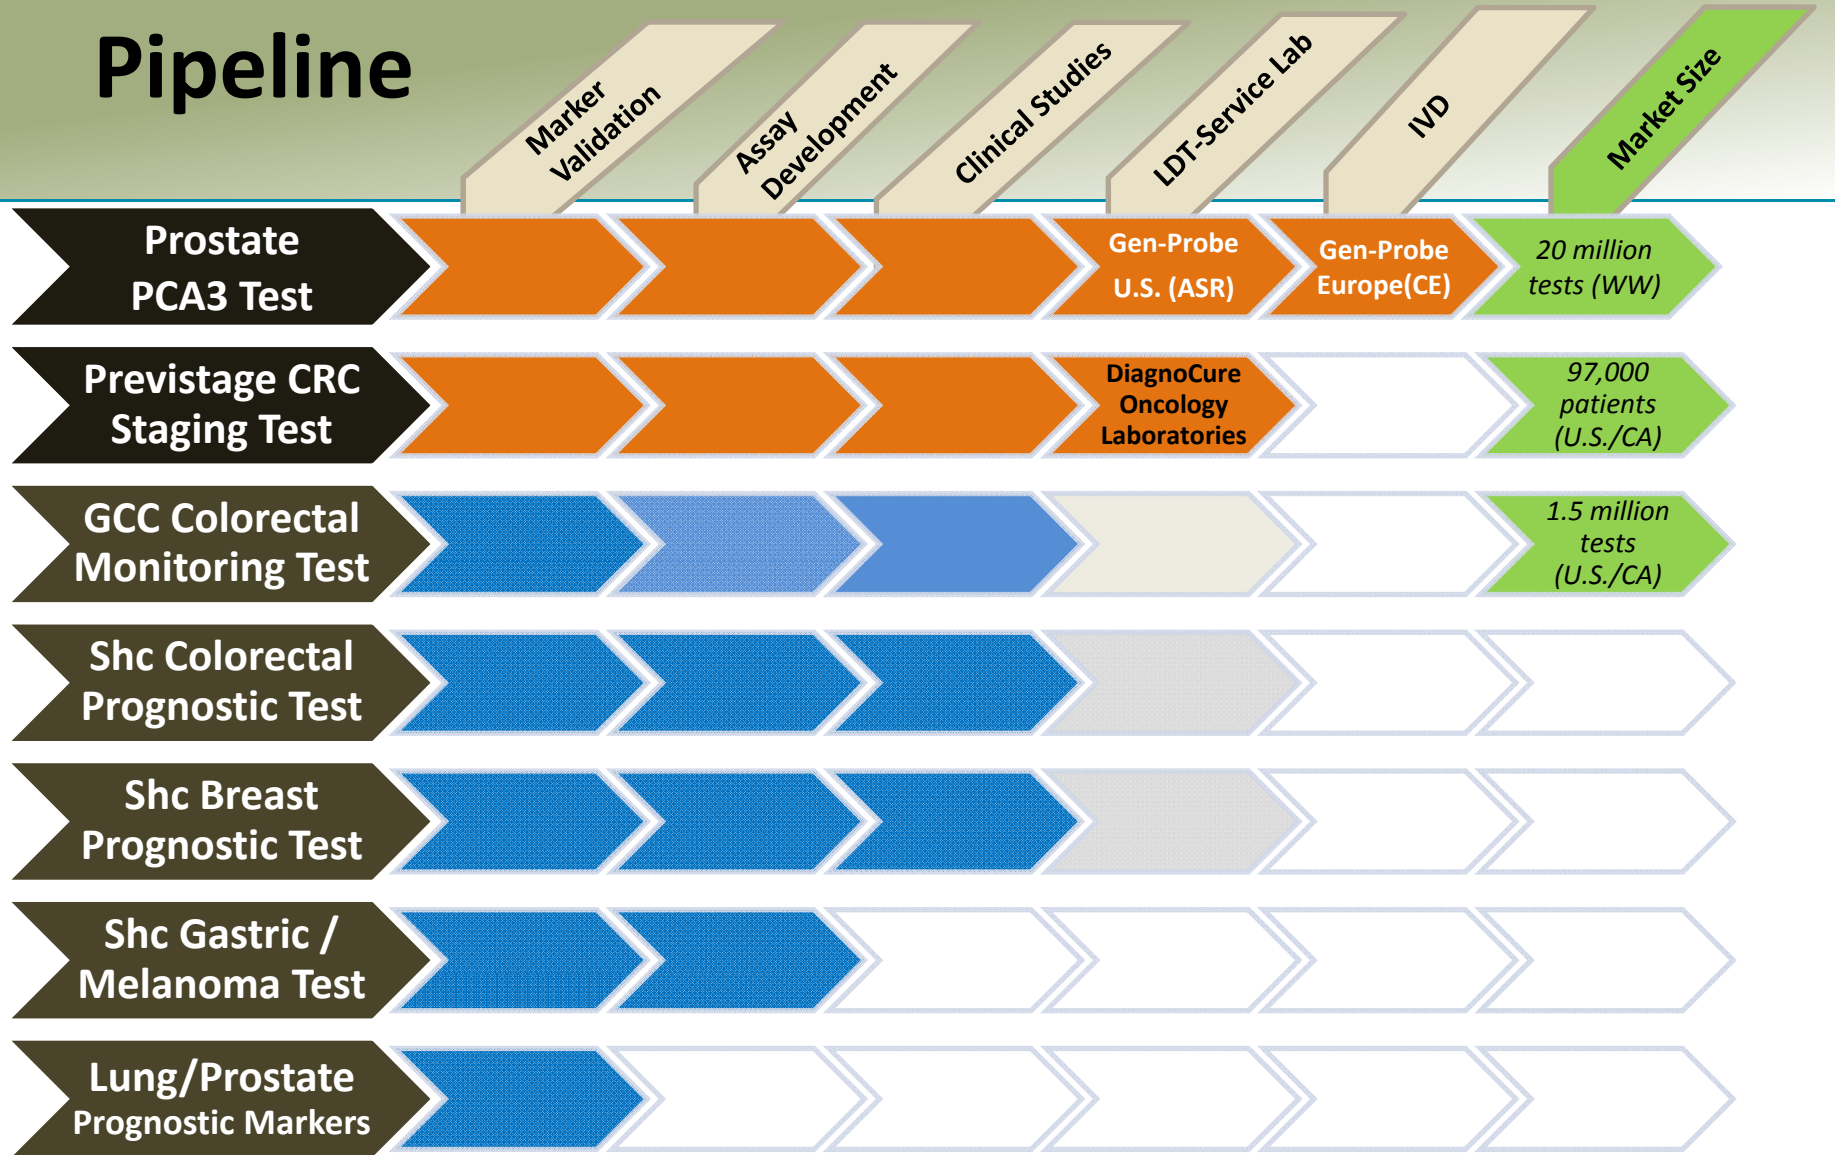 Pipeline
Marker
Validation
Assay
Development
Clinical Studies
LDT-Service Lab
IVD
Market Size
Prostate
PCA3 Test
Gen-Probe
U.S. (ASR)
Gen-Probe
Europe(CE)
20 million
tests (WW)
Previstage CRC
Staging Test
DiagnoCure
Oncology
Laboratories
97,000
patients
(U.S./CA)
GCC Colorectal
Monitoring Test
1.5 million
tests
(U.S./CA)
Shc Colorectal
Prognostic Test
Shc Breast
Prognostic Test
Shc Gastric /
Melanoma Test
Lung/Prostate
Prognostic Markers